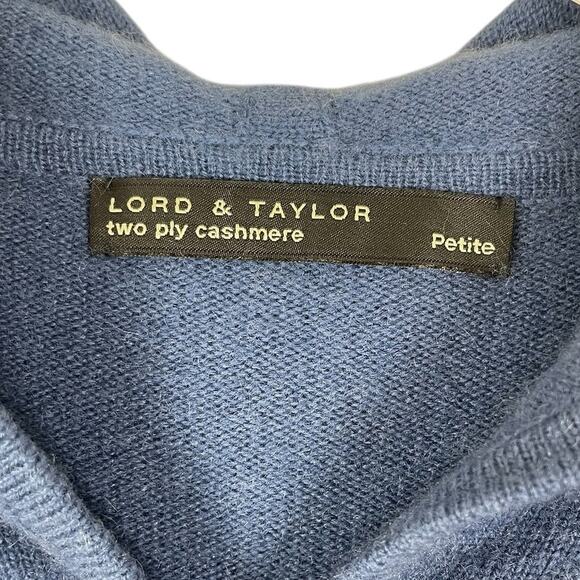 LORD & TAYLOR
two ply cashmere Petite